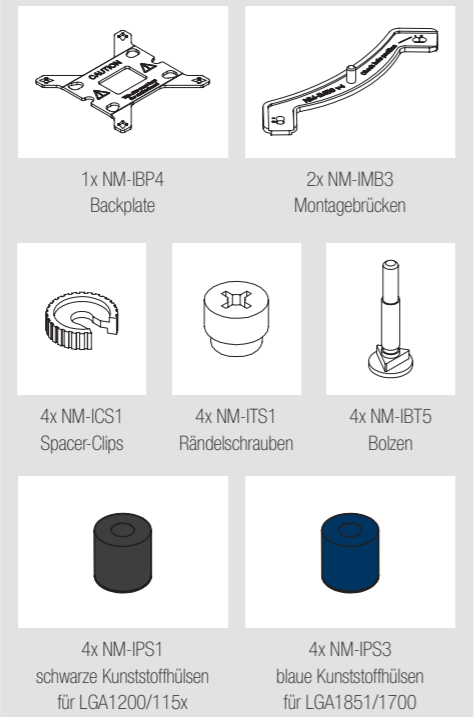 CAUTION
1x NM-IBP4
Backplate
2x NM-IMB3
Montagebrücken
4x NM-ICS1
Spacer-Clips
4x NM-ITS1
Rändelschrauben
4x NM-IBT5
Bolzen
4x NM-IPS1
schwarze Kunststoffhülsen
für LGA1200/115x
4x NM-IPS3
blaue Kunststoffhülsen
für LGA1851/1700